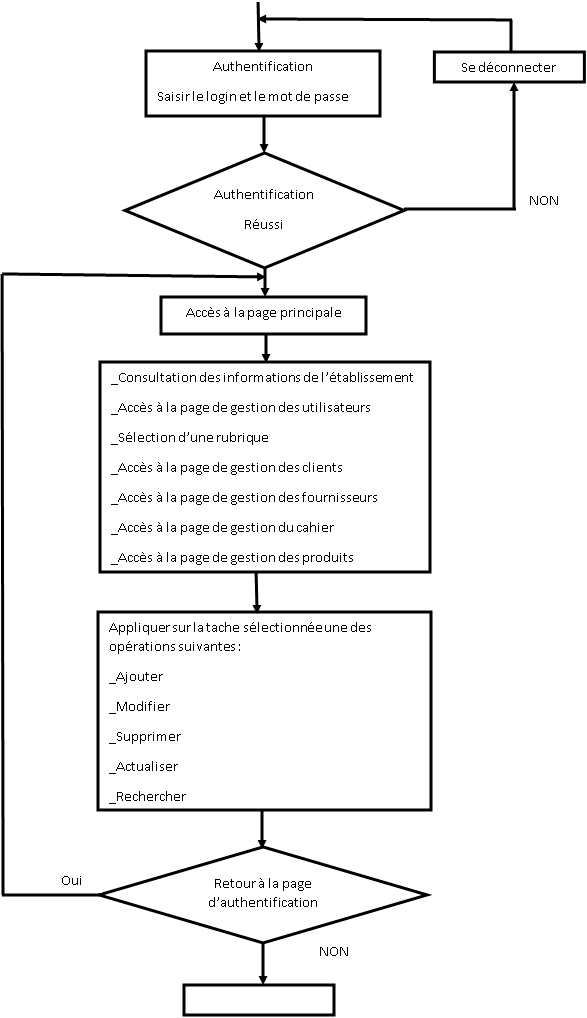 Authentification
Saisir le login et le mot de passe
Se déconnecter
Authentification
Réussi
NON
Accès à la page principale
_Consultation des informations de l'établissement
_Accès à la page de gestion des utilisateurs
_Sélection d'une rubrique
_Accès à la page de gestion des clients
_Accès à la page de gestion des fournisseurs
_Accès à la page de gestion du cahier
_Accès à la page de gestion des produits
Appliquer sur la tache sélectionnée une des
opérations suivantes :
_Ajouter
_Modifier
_Supprimer
_Actualiser
_Rechercher
Oui
Retour à la page
d'authentification
NON